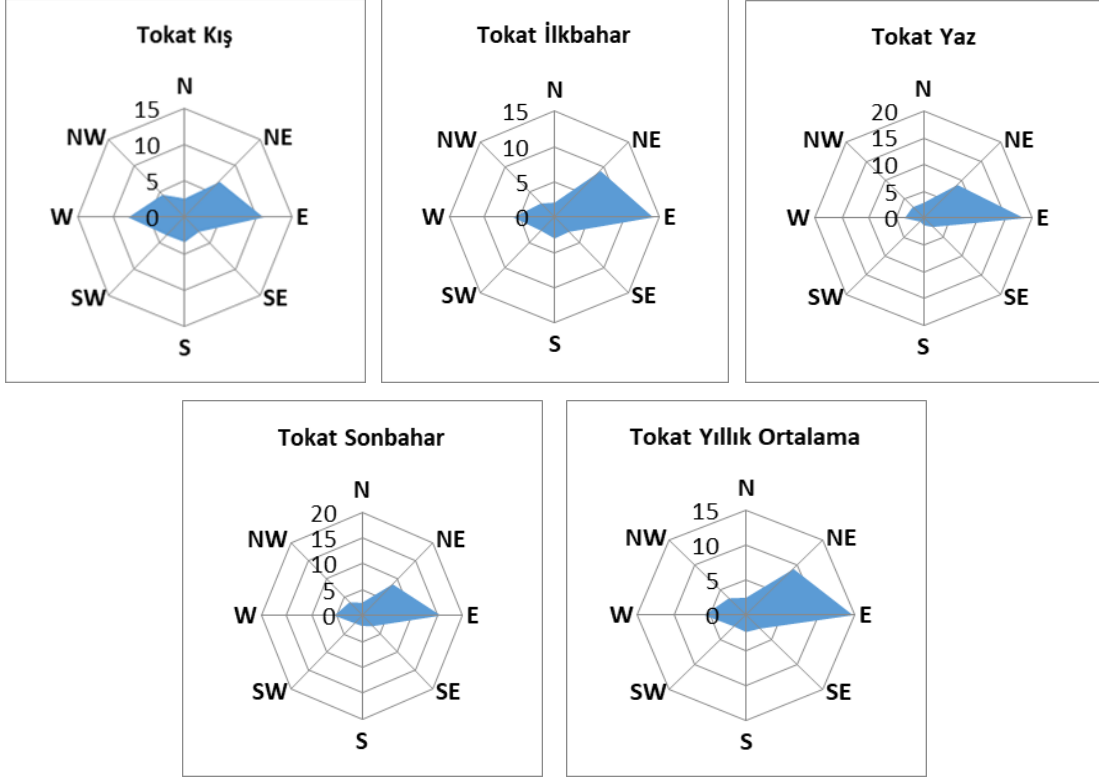 Tokat Kış
N
15
NW
NE
10
5
W
0
E
SW
SE
S
Tokat İlkbahar
N
15
NW
NE
10
5
W
0
E
SW
SE
S
Tokat Yaz
N
20
NW
NE
15
10
5
W
0
E
SW
SE
S
Tokat Sonbahar
N
20
NW
NE
15
10
5
W
0
E
SW
SE
S
Tokat Yıllık Ortalama
N
15
NW
NE
10
5
W
0
E
SW
SE
S